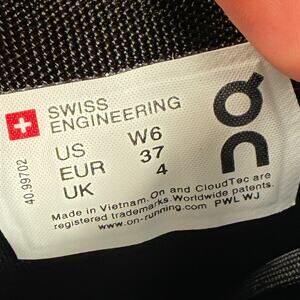 SWISS
ENGINEERING
US W6
EUR 37
UK 4
Made in Vietnam. On and CloudTec are
registered trademarks. Worldwide patents.
www.on-running.com PWL WJ
40.99702
On